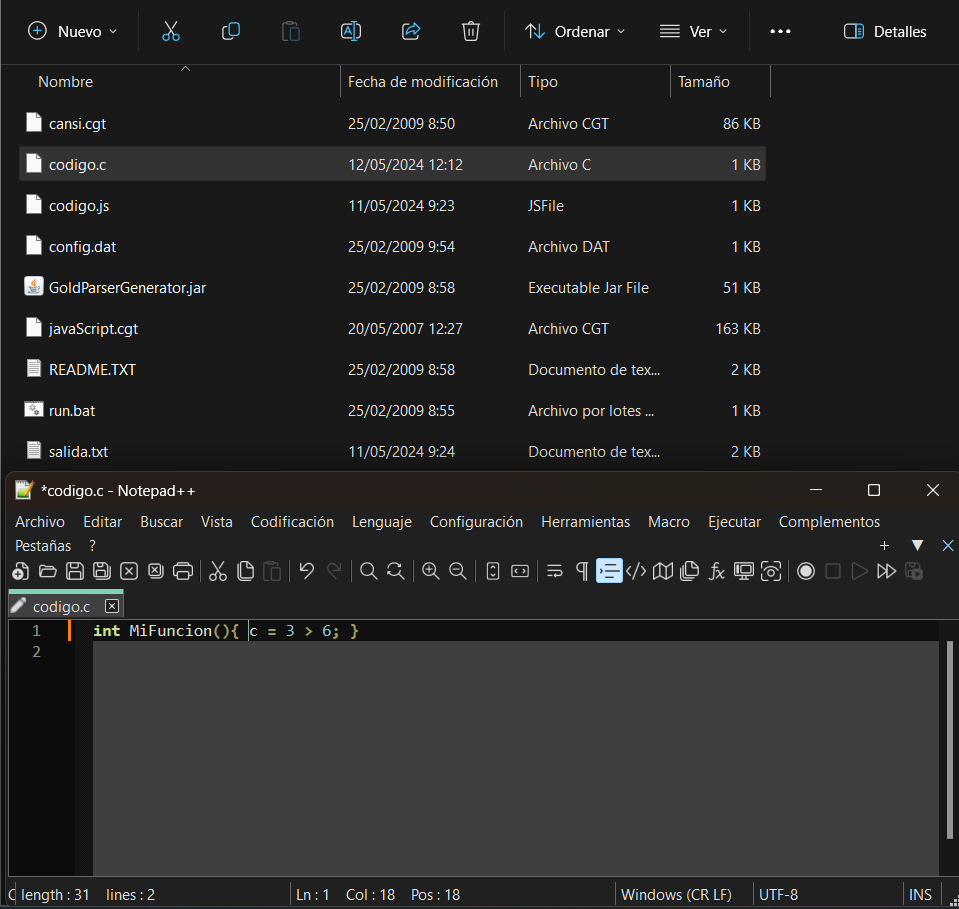 Nuevo Ordenar Ver ••• Detalles
Nombre Fecha de modificación Tipo Tamaño
cansi.cgt 25/02/2009 8:50 Archivo CGT 86 KB
codigo.c 12/05/2024 12:12 Archivo C 1 KB
codigo.js 11/05/2024 9:23 JSFile 1 KB
config.dat 25/02/2009 9:54 Archivo DAT 1 KB
GoldParserGenerator.jar 25/02/2009 8:58 Executable Jar File 51 KB
javaScript.cgt 20/05/2007 12:27 Archivo CGT 163 KB
README.TXT 25/02/2009 8:58 Documento de tex... 2 KB
run.bat 25/02/2009 8:55 Archivo por lotes ... 1 KB
salida.txt 11/05/2024 9:24 Documento de tex... 2 KB
*codigo.c - Notepad++
Archivo Editar Buscar Vista Codificación Lenguaje Configuración Herramientas Macro Ejecutar Complementos
Pestañas ?
codigo.c
1 int MiFuncion(){ c = 3 > 6; }
2
C length : 31 lines : 2 Ln : 1 Col : 18 Pos : 18 Windows (CR LF) UTF-8 INS